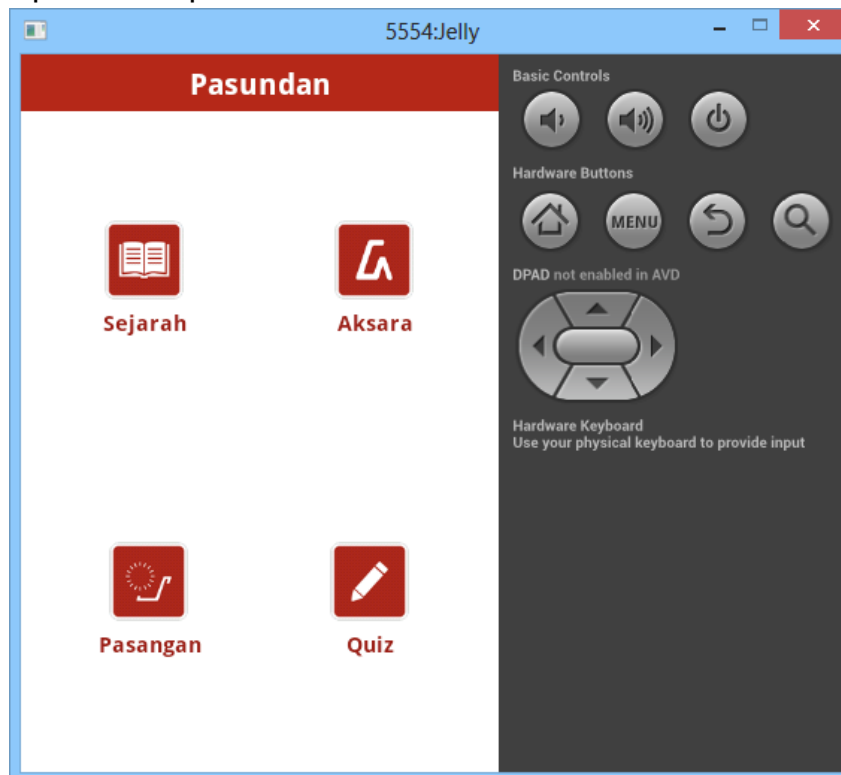 5554:Jelly
Pasundan
Sejarah
Aksara
Pasangan
Quiz
Basic Controls
Hardware Buttons
MENU
DPAD not enabled in AVD
Hardware Keyboard
Use your physical keyboard to provide input